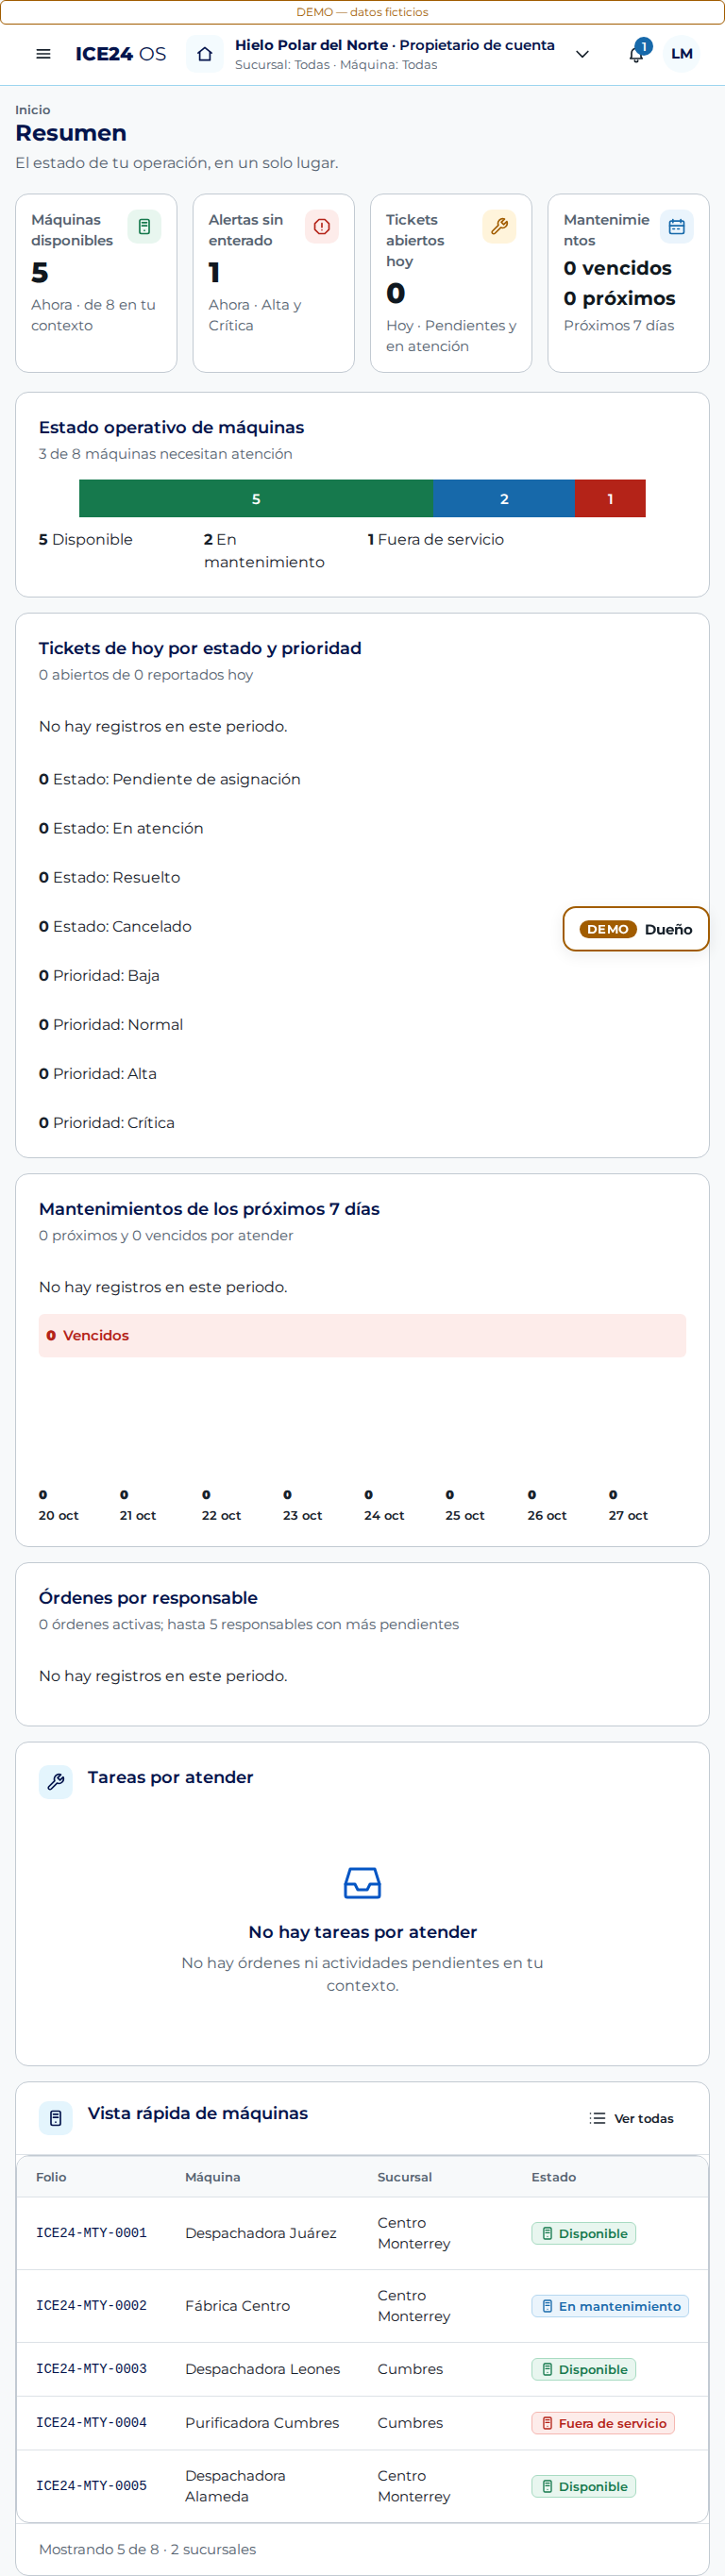 DEMO — datos ficticios
ICE24 OS
Hielo Polar del Norte · Propietario de cuenta
Sucursal: Todas · Máquina: Todas
1
LM
Inicio
Resumen
El estado de tu operación, en un solo lugar.
Máquinas
disponibles
5
Ahora · de 8 en tu
contexto
Alertas sin
enterado
1
Ahora · Alta y
Crítica
Tickets
abiertos
hoy
0
Hoy · Pendientes y
en atención
Mantenimie
ntos
0 vencidos
0 próximos
Próximos 7 días
Estado operativo de máquinas
3 de 8 máquinas necesitan atención
5 2 1
5 Disponible
2 En
mantenimiento
1 Fuera de servicio
Tickets de hoy por estado y prioridad
0 abiertos de 0 reportados hoy
No hay registros en este periodo.
0 Estado: Pendiente de asignación
0 Estado: En atención
0 Estado: Resuelto
0 Estado: Cancelado
DEMO Dueño
0 Prioridad: Baja
0 Prioridad: Normal
0 Prioridad: Alta
0 Prioridad: Crítica
Mantenimientos de los próximos 7 días
0 próximos y 0 vencidos por atender
No hay registros en este periodo.
0 Vencidos
0 0 0 0 0 0 0 0
20 oct 21 oct 22 oct 23 oct 24 oct 25 oct 26 oct 27 oct
Órdenes por responsable
0 órdenes activas; hasta 5 responsables con más pendientes
No hay registros en este periodo.
Tareas por atender
No hay tareas por atender
No hay órdenes ni actividades pendientes en tu
contexto.
Vista rápida de máquinas
Ver todas
Folio Máquina Sucursal Estado
ICE24-MTY-0001 Despachadora Juárez Centro Monterrey Disponible
ICE24-MTY-0002 Fábrica Centro Centro Monterrey En mantenimiento
ICE24-MTY-0003 Despachadora Leones Cumbres Disponible
ICE24-MTY-0004 Purificadora Cumbres Cumbres Fuera de servicio
ICE24-MTY-0005 Despachadora Alameda Centro Monterrey Disponible
Mostrando 5 de 8 · 2 sucursales